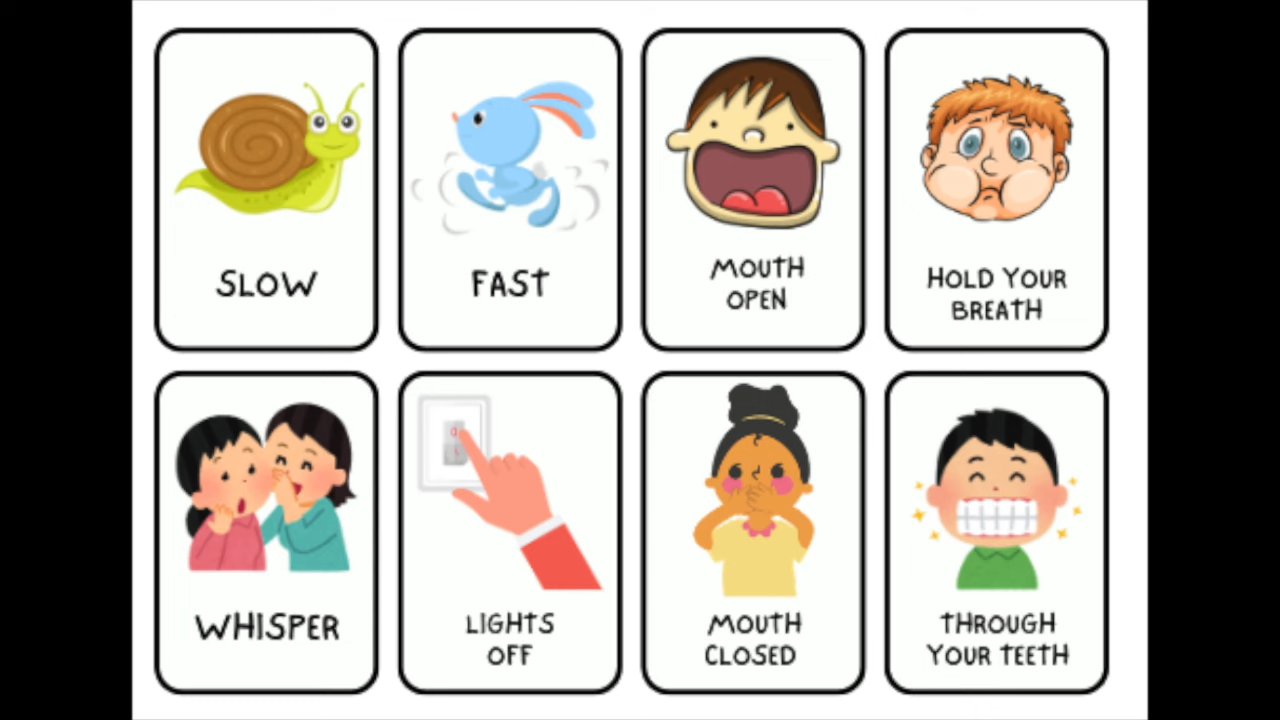 SLOW
FAST
MOUTH
OPEN
HOLD YOUR
BREATH
WHISPER
LIGHTS
OFF
MOUTH
CLOSED
THROUGH
YOUR TEETH